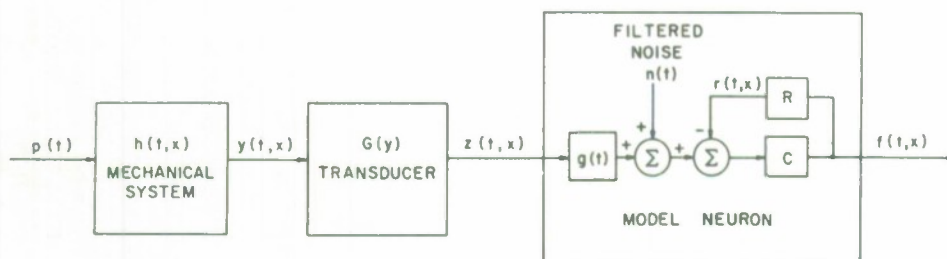 FILTERED
NOISE
n(t)
r(t,x)
R
p(t)
h(t,x)
MECHANICAL
SYSTEM
y(t,x)
G(y)
TRANSDUCER
z(t,x)
g(t)
+
+
Σ
+
-
Σ
C
f(t,x)
MODEL NEURON